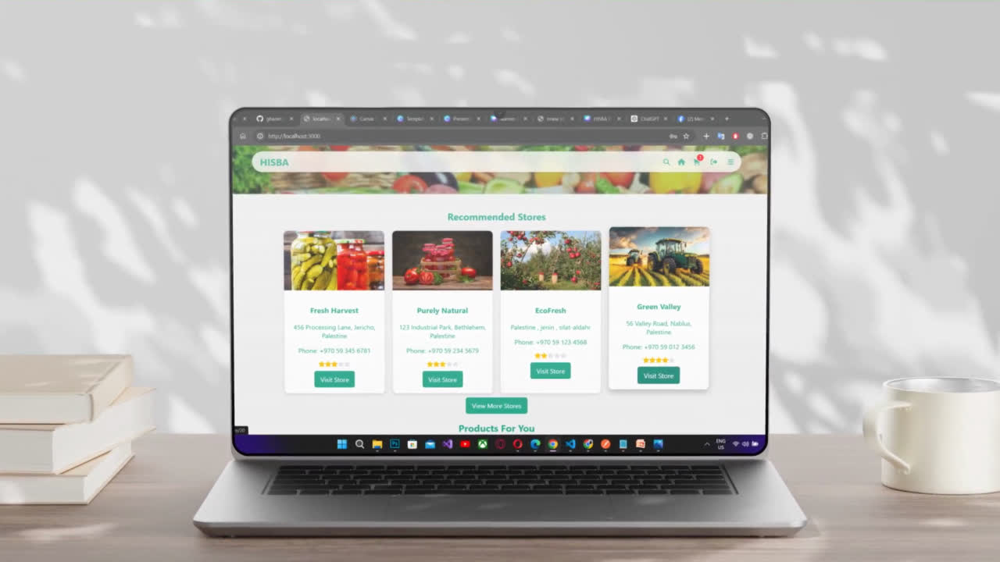 http://localhost:3000
ChatGPT
HISBA
Recommended Stores
Fresh Harvest
456 Processing Lane, Jericho,
Palestine
Phone: +970 59 345 6781
Visit Store
Purely Natural
123 Industrial Park, Bethlehem,
Palestine
Phone: +970 59 234 5679
Visit Store
EcoFresh
Palestine , jenin , silat-aldahr
Phone: +970 59 123 4568
Visit Store
Green Valley
56 Valley Road, Nablus,
Palestine
Phone: +970 59 012 3456
Visit Store
View More Stores
Products For You
ENG
US